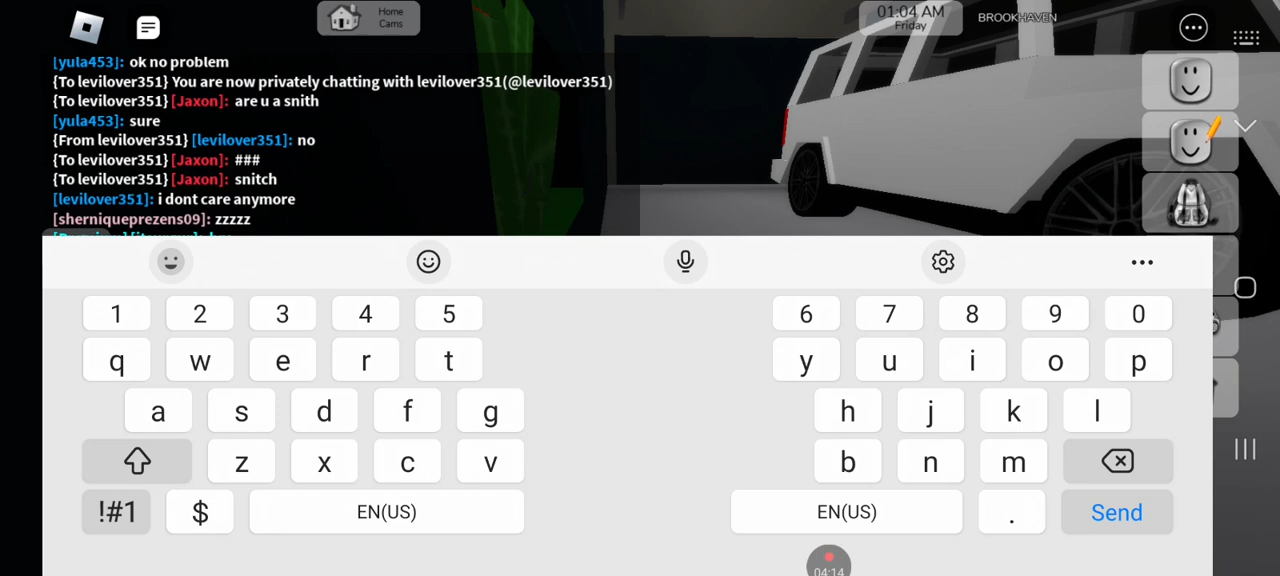 Home
Cams
01:04 AM
Friday
BROOKHAVEN
[yula453]: ok no problem
{To levilover351} You are now privately chatting with levilover351(@levilover351)
{To levilover351} [Jaxon]: are u a snith
[yula453]: sure
{From levilover351} [levilover351]: no
{To levilover351} [Jaxon]: ###
{To levilover351} [Jaxon]: snitch
[levilover351]: i dont care anymore
[sherniqueprezens09]: zzzzz
1 2 3 4 5 6 7 8 9 0
q w e r t y u i o p
a s d f g h j k l
z x c v b n m
!#1 $ EN(US) EN(US) . Send
04:14